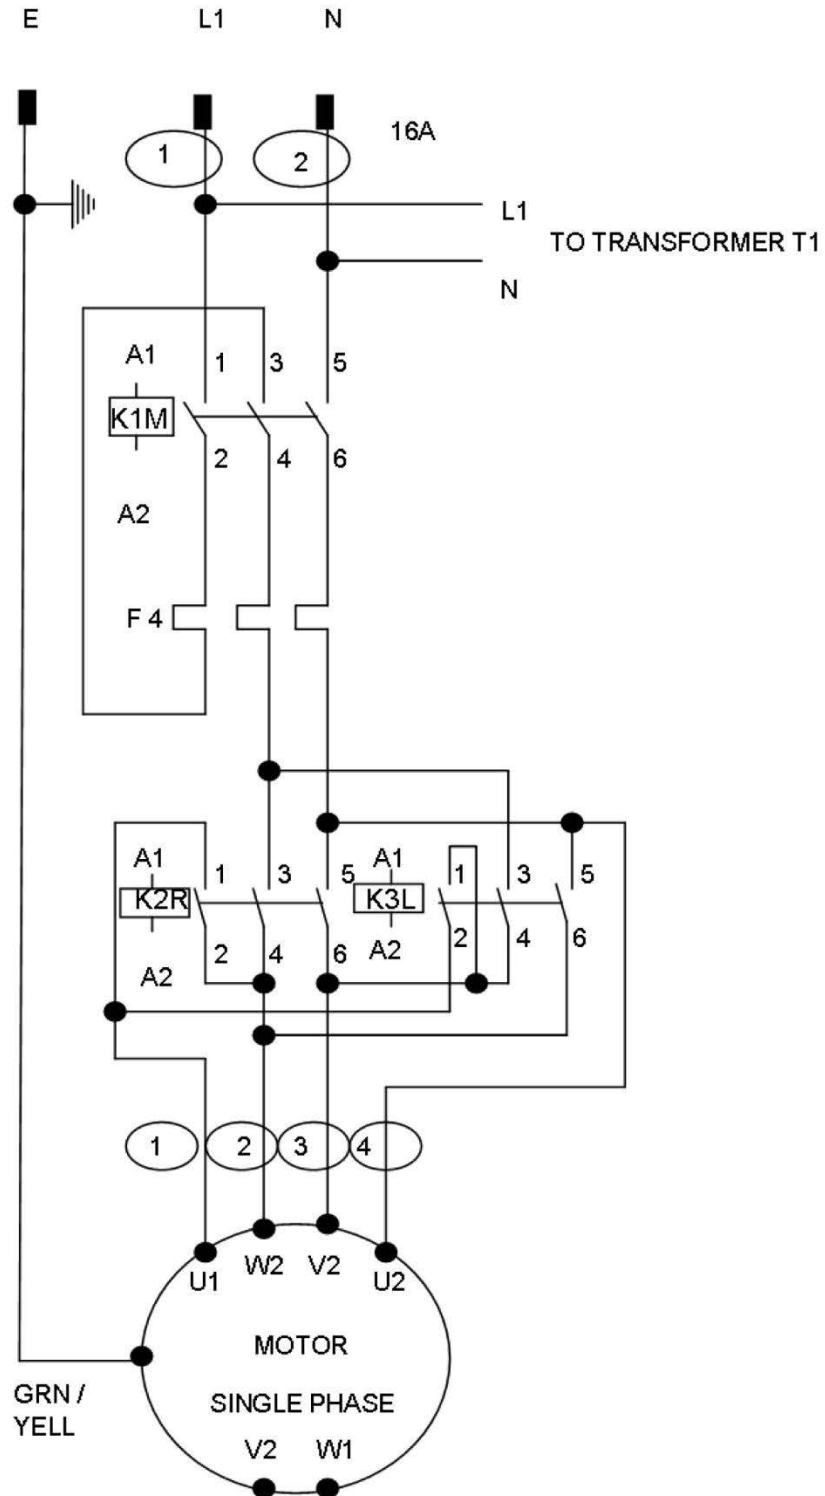 E L1 N
16A
1 2
L1
TO TRANSFORMER T1
N
A1 1 3 5
K1M
2 4 6
A2
F 4
A1 1 3 5 A1 1 3 5
K2R K3L
2 4 6 A2 2 4 6
A2
1 2 3 4
U1 W2 V2 U2
MOTOR
GRN /
YELL
SINGLE PHASE
V2 W1